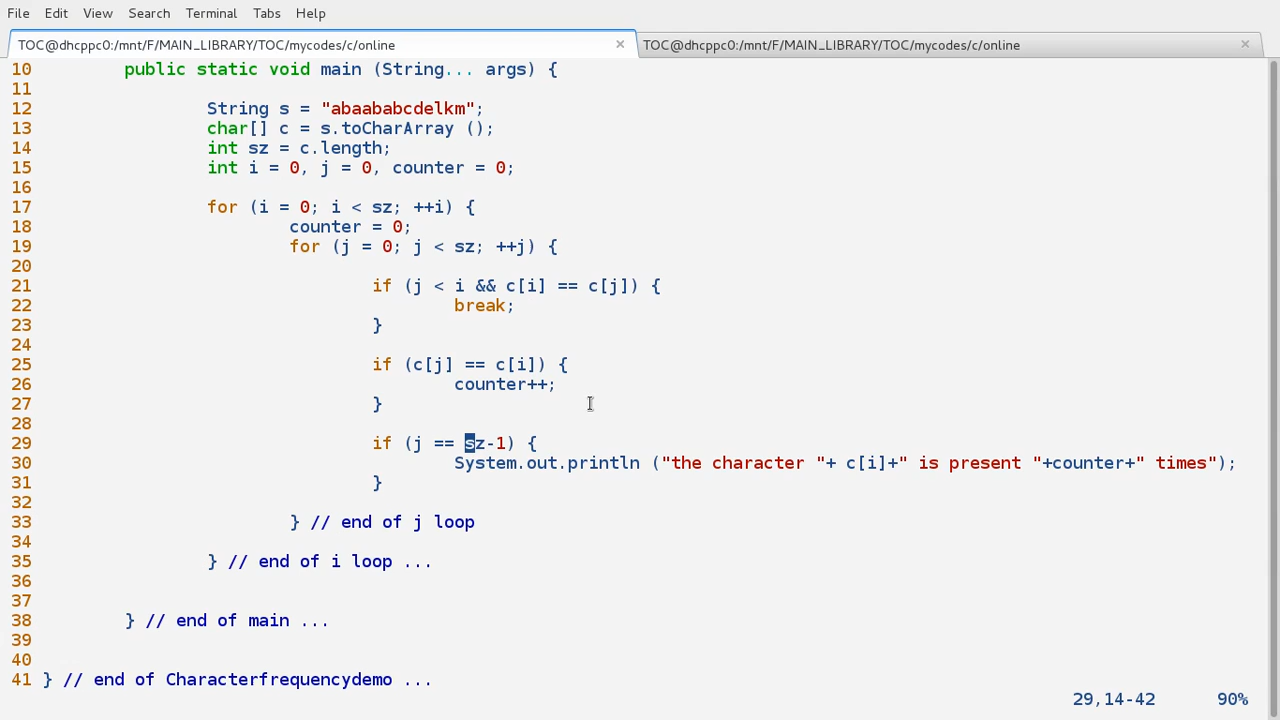 File Edit View Search Terminal Tabs Help
TOC@dhcppc0:/mnt/F/MAIN_LIBRARY/TOC/mycodes/c/online × TOC@dhcppc0:/mnt/F/MAIN_LIBRARY/TOC/mycodes/c/online ×
10 public static void main (String... args) {
11
12 String s = "abaababcdelkm";
13 char[] c = s.toCharArray ();
14 int sz = c.length;
15 int i = 0, j = 0, counter = 0;
16
17 for (i = 0; i < sz; ++i) {
18 counter = 0;
19 for (j = 0; j < sz; ++j) {
20
21 if (j < i && c[i] == c[j]) {
22 break;
23 }
24
25 if (c[j] == c[i]) {
26 counter++;
27 }
28
29 if (j == sz-1) {
30 System.out.println ("the character "+ c[i]+" is present "+counter+" times");
31 }
32
33 } // end of j loop
34
35 } // end of i loop ...
36
37
38 } // end of main ...
39
40
41 } // end of Characterfrequencydemo ...
29,14-42 90%